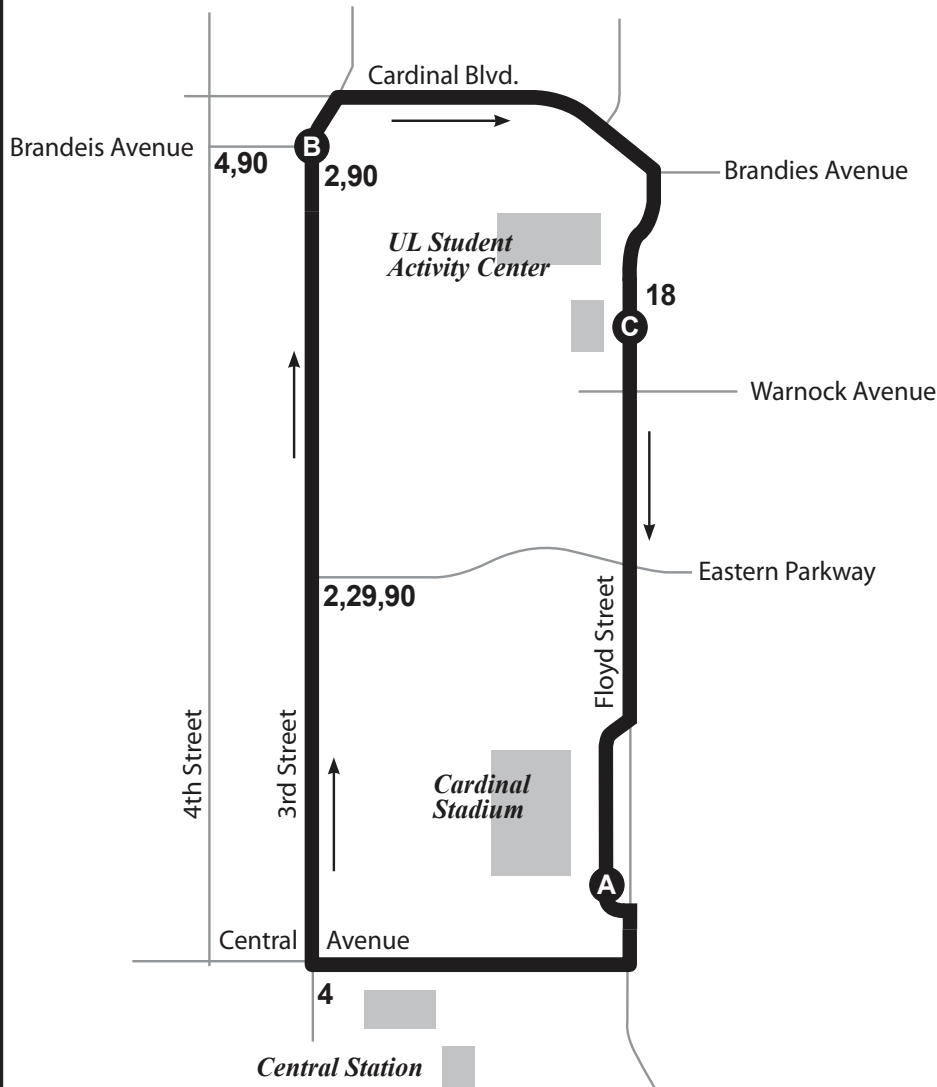 Cardinal Blvd.
Brandeis Avenue
B
4,90
2,90
Brandies Avenue
UL Student
Activity Center
18
C
Warnock Avenue
Eastern Parkway
2,29,90
Floyd Street
4th Street
3rd Street
Cardinal
Stadium
A
Central Avenue
4
Central Station